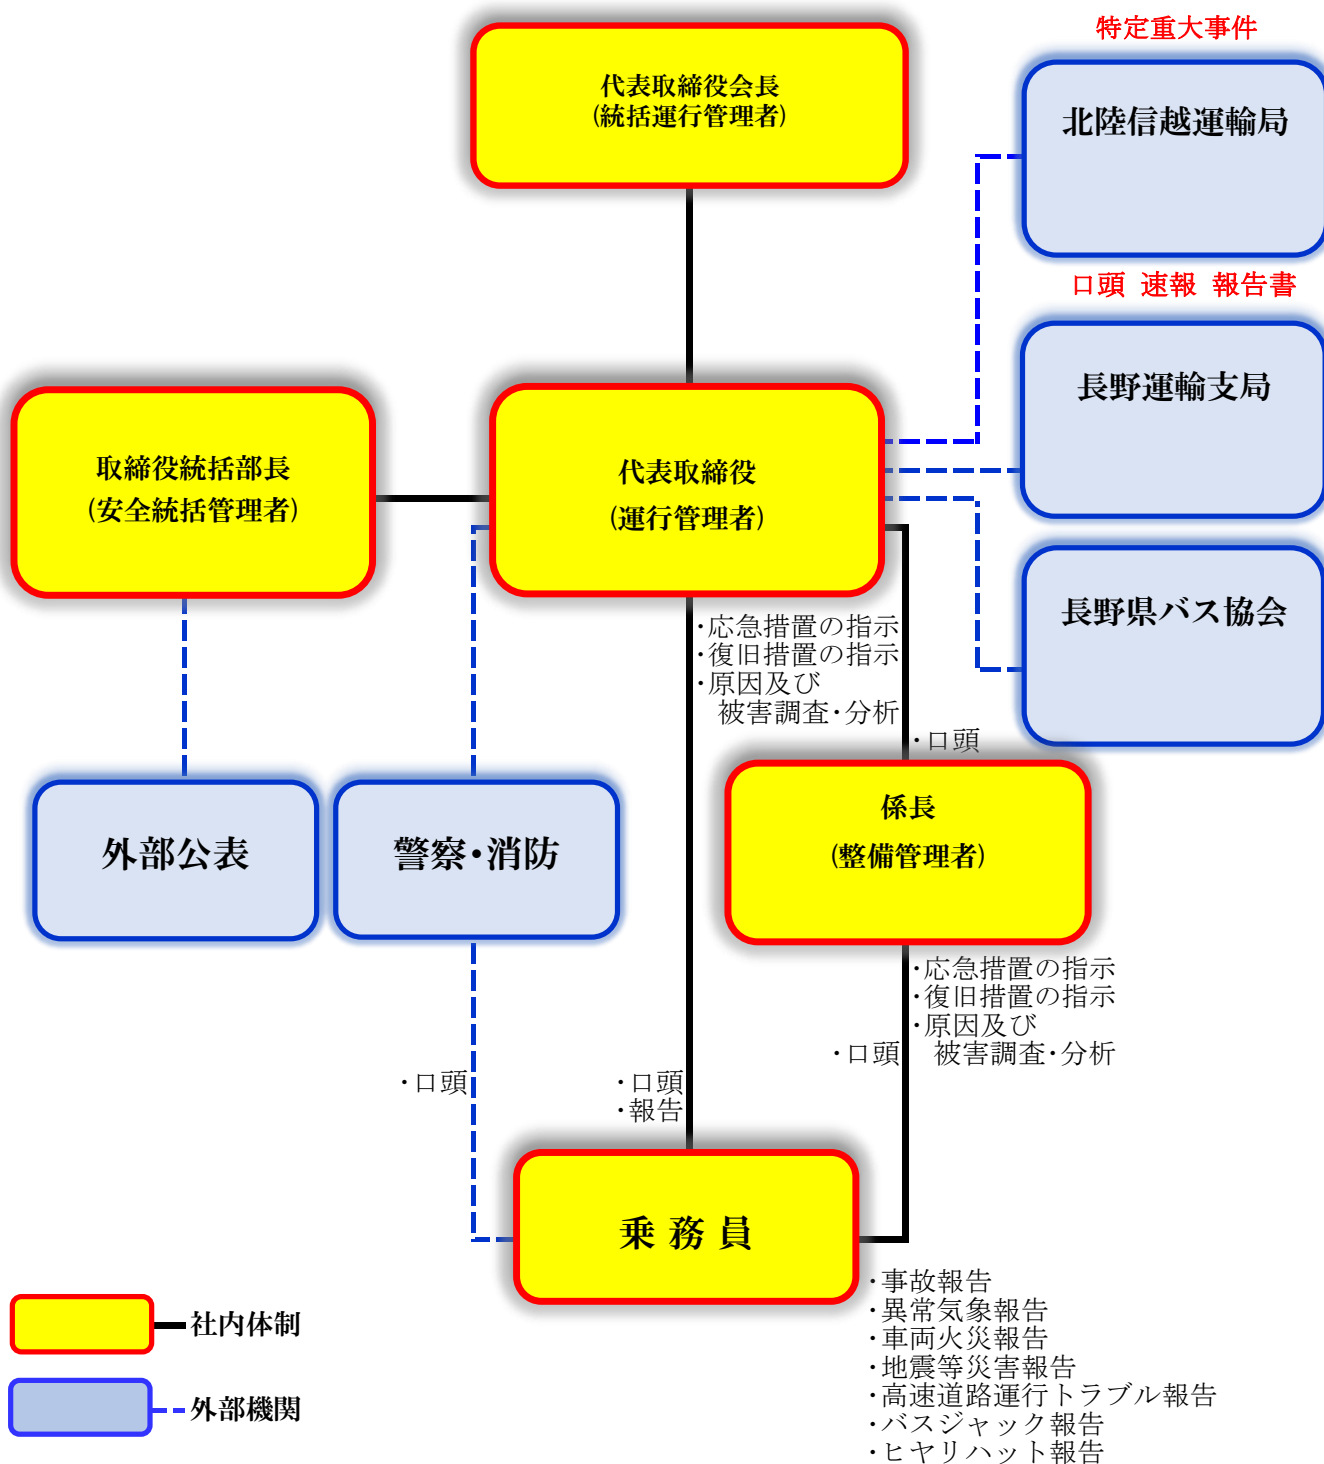 特定重大事件
代表取締役会長
(統括運行管理者)
北陸信越運輸局
口頭 速報 報告書
長野運輸支局
取締役統括部長
(安全統括管理者)
代表取締役
(運行管理者)
長野県バス協会
・応急措置の指示
・復旧措置の指示
・原因及び
被害調査・分析
・口頭
外部公表
警察・消防
係長
(整備管理者)
・応急措置の指示
・復旧措置の指示
・原因及び
被害調査・分析
・口頭
・口頭
・口頭
・報告
乗 務 員
・事故報告
・異常気象報告
・車両火災報告
・地震等災害報告
・高速道路運行トラブル報告
・バスジャック報告
・ヒヤリハット報告
社内体制
外部機関